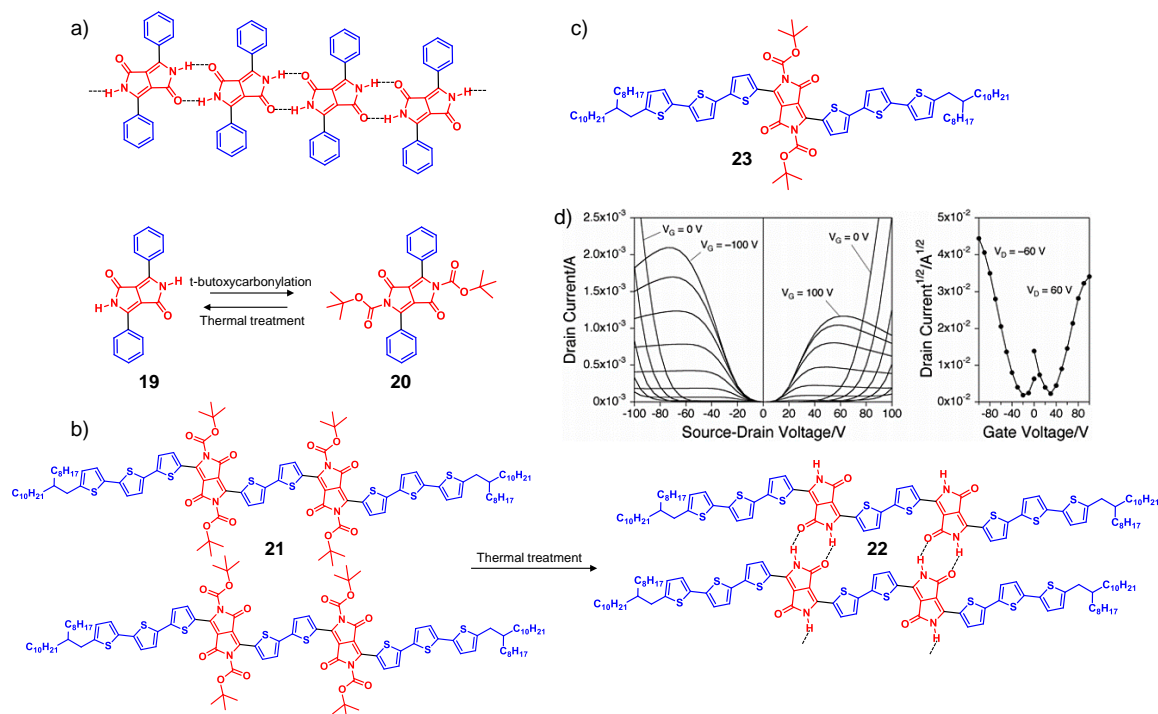 a)
O N H O N H O N H O N H
H N O H N O H N O H N O
O N H
H N O
19
t-butoxycarbonylation
Thermal treatment
O O
O N
N O
O O
20
c)
O O
N O
C8H17 S S C10H21
C10H21 S S S S C8H17
O N
O O
23
d)
2.5x10-3
2.0x10-3
1.5x10-3
1.0x10-3
0.5x10-3
0.0x10-3
Drain Current/A
VG = 0 V
VG = −100 V
VG = 0 V
VG = 100 V
-100 -80 -60 -40 -20 0 20 40 60 80 100
Source-Drain Voltage/V
5x10-2
4x10-2
3x10-2
2x10-2
1x10-2
0x10-2
Drain Current1/2/A1/2
VD = −60 V
VD = 60 V
-80 -40 0 40 80
Gate Voltage/V
b)
O O O O
N O N O
C8H17 S S S C10H21
C10H21 S S S S S C8H17
O N O N
O O O O
21
O O O O
N O N O
C8H17 S S S C10H21
C10H21 S S S S S C8H17
O N O N
O O O O
Thermal treatment
H H
N O N O
C8H17 S S S C10H21
C10H21 S S S S S C8H17
O N O N
O H O H
22
H H
N O N O
C8H17 S S S C10H21
C10H21 S S S S S C8H17
O N O N
H H